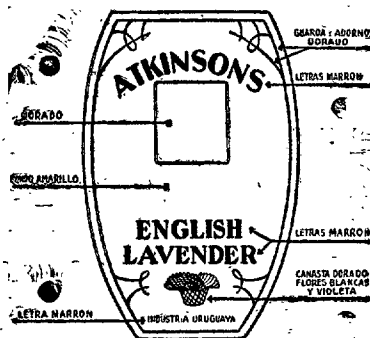 GUARDA Y ADORNO
DORADO
ATKINSONS
LETRAS MARRON
DORADO
FONDO AMARILLO
ENGLISH
LAVENDER
LETRAS MARRON
CANASTA DORADO
FLORES BLANCAS
Y VIOLETA
LETRA MARRON
INDUSTRIA URUGUAYA